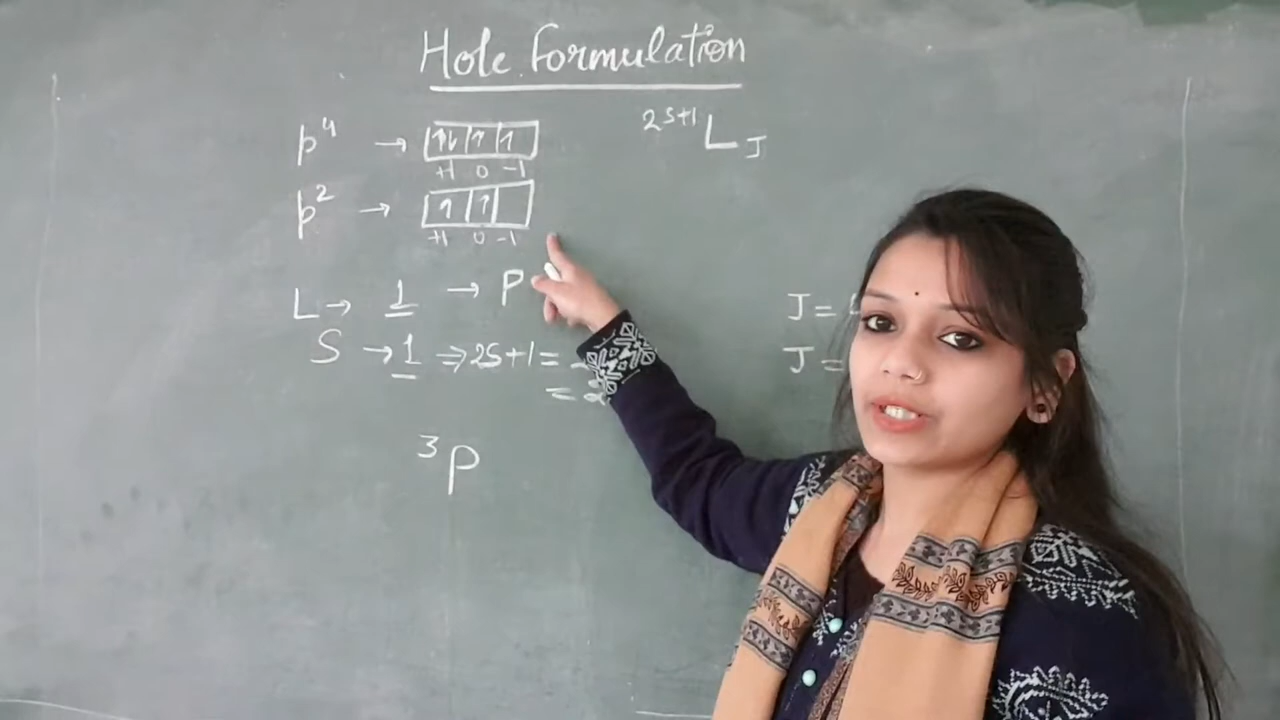 Hole Formulation
p⁴ → ↑↓ ↑ ↑
+1 0 -1
p² → ↑ ↑
+1 0 -1
²ˢ⁺¹L_J
L → 1 → P
S → 1 ⇒ 2S+1 =
=
³P
J =
J =